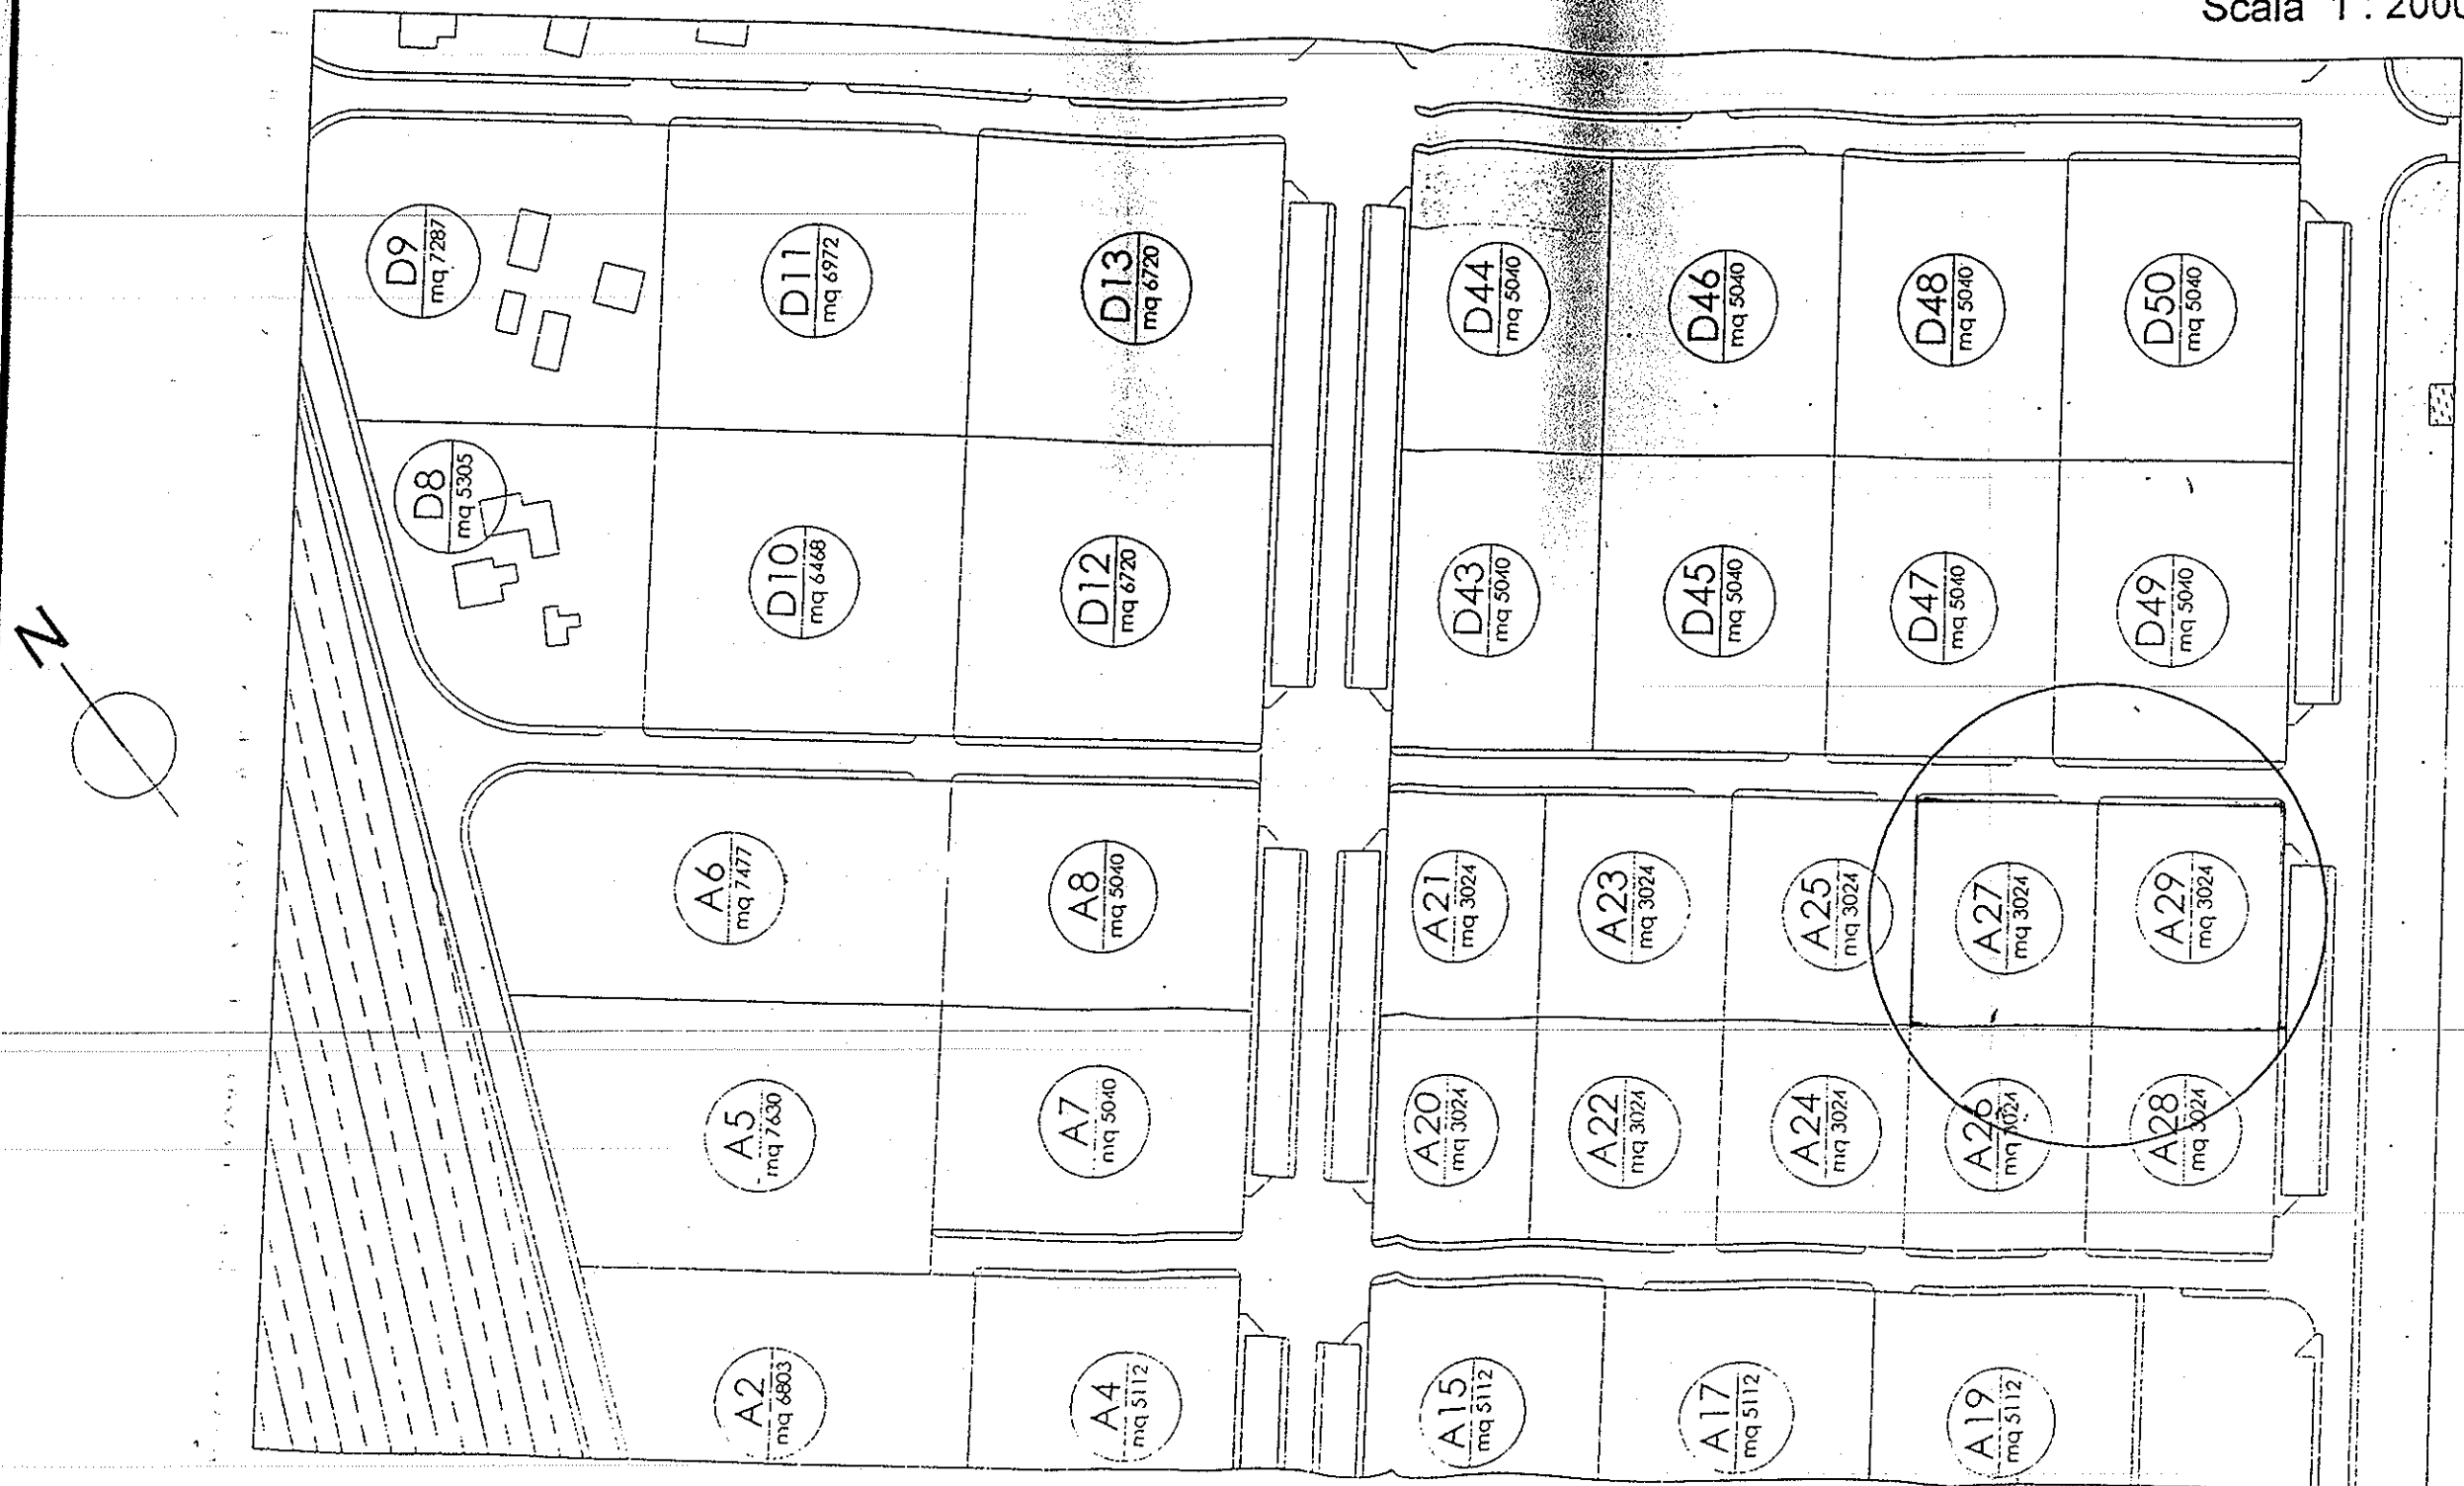 Scala 1 : 2000
N
D9
mq 7287
D11
mq 6972
D13
mq 6720
D44
mq 5040
D46
mq 5040
D48
mq 5040
D50
mq 5040
D8
mq 5305
D10
mq 6468
D12
mq 6720
D43
mq 5040
D45
mq 5040
D47
mq 5040
D49
mq 5040
A6
mq 7477
A8
mq 5040
A21
mq 3024
A23
mq 3024
A25
mq 3024
A27
mq 3024
A29
mq 3024
A5
mq 7630
A7
mq 5040
A20
mq 3024
A22
mq 3024
A24
mq 3024
A26
mq 3024
A28
mq 3024
A2
mq 6803
A4
mq 5112
A15
mq 5112
A17
mq 5112
A19
mq 5112